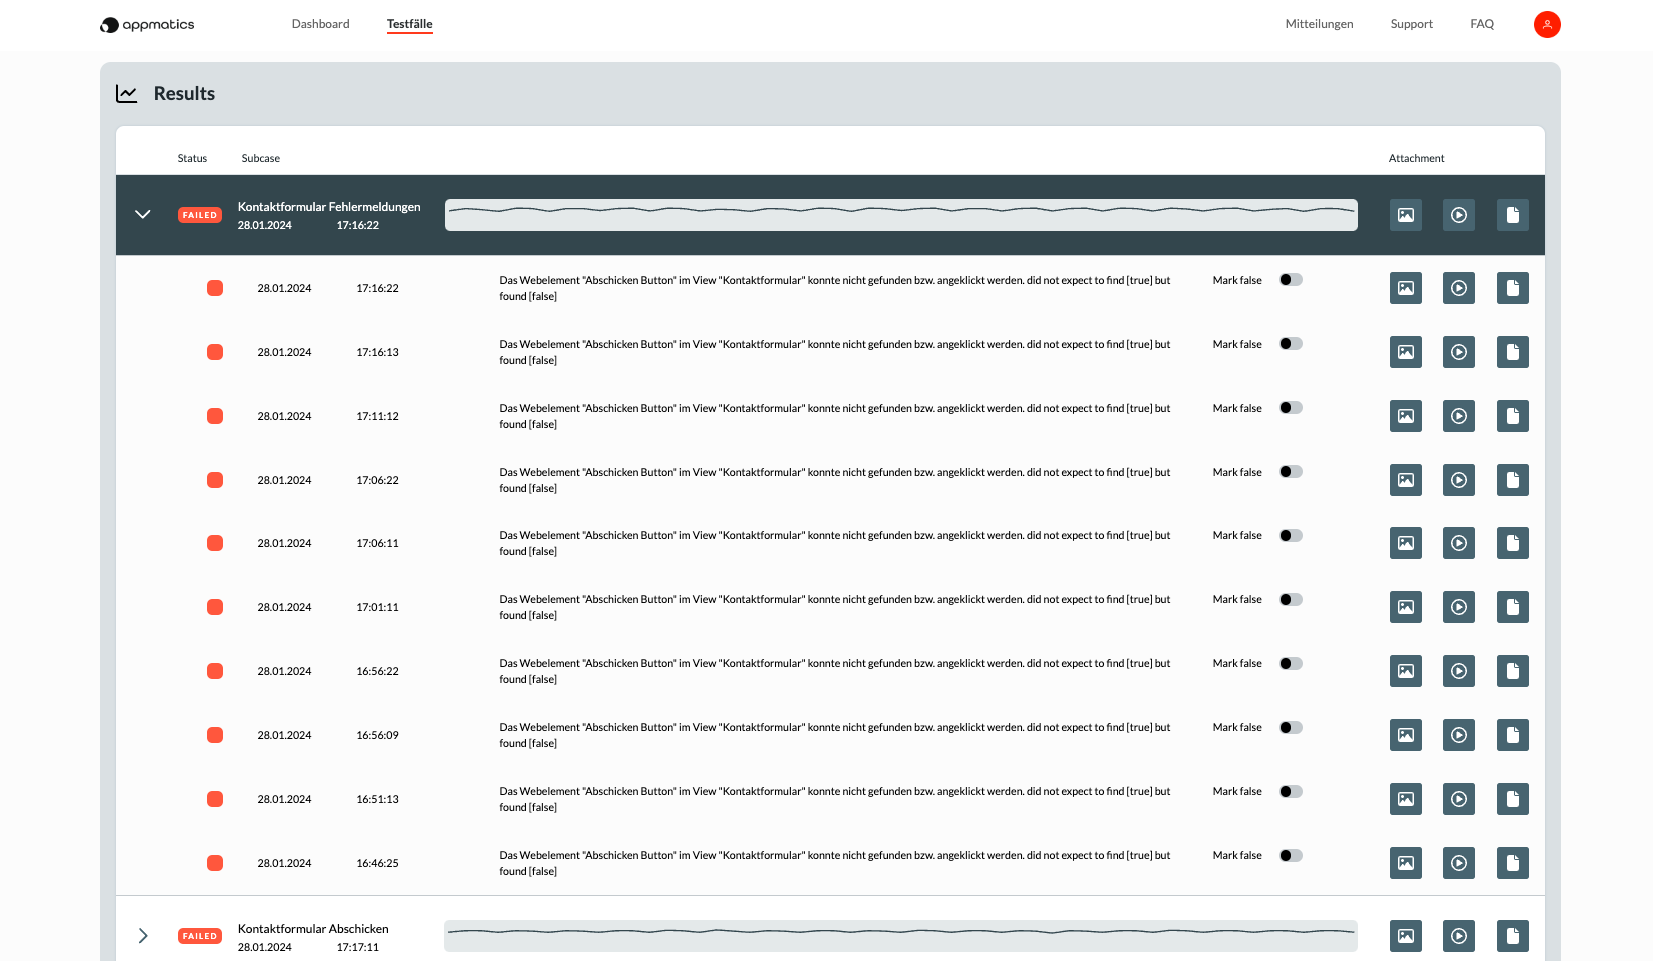 appmatics
Dashboard
Testfälle
Mitteilungen
Support
FAQ
Results
Status
Subcase
Attachment
FAILED
Kontaktformular Fehlermeldungen
28.01.2024 17:16:22
28.01.2024 17:16:22 Das Webelement "Abschicken Button" im View "Kontaktformular" konnte nicht gefunden bzw. angeklickt werden. did not expect to find [true] but Mark false
found [false]
28.01.2024 17:16:13 Das Webelement "Abschicken Button" im View "Kontaktformular" konnte nicht gefunden bzw. angeklickt werden. did not expect to find [true] but Mark false
found [false]
28.01.2024 17:11:12 Das Webelement "Abschicken Button" im View "Kontaktformular" konnte nicht gefunden bzw. angeklickt werden. did not expect to find [true] but Mark false
found [false]
28.01.2024 17:06:22 Das Webelement "Abschicken Button" im View "Kontaktformular" konnte nicht gefunden bzw. angeklickt werden. did not expect to find [true] but Mark false
found [false]
28.01.2024 17:06:11 Das Webelement "Abschicken Button" im View "Kontaktformular" konnte nicht gefunden bzw. angeklickt werden. did not expect to find [true] but Mark false
found [false]
28.01.2024 17:01:11 Das Webelement "Abschicken Button" im View "Kontaktformular" konnte nicht gefunden bzw. angeklickt werden. did not expect to find [true] but Mark false
found [false]
28.01.2024 16:56:22 Das Webelement "Abschicken Button" im View "Kontaktformular" konnte nicht gefunden bzw. angeklickt werden. did not expect to find [true] but Mark false
found [false]
28.01.2024 16:56:09 Das Webelement "Abschicken Button" im View "Kontaktformular" konnte nicht gefunden bzw. angeklickt werden. did not expect to find [true] but Mark false
found [false]
28.01.2024 16:51:13 Das Webelement "Abschicken Button" im View "Kontaktformular" konnte nicht gefunden bzw. angeklickt werden. did not expect to find [true] but Mark false
found [false]
28.01.2024 16:46:25 Das Webelement "Abschicken Button" im View "Kontaktformular" konnte nicht gefunden bzw. angeklickt werden. did not expect to find [true] but Mark false
found [false]
FAILED
Kontaktformular Abschicken
28.01.2024 17:17:11